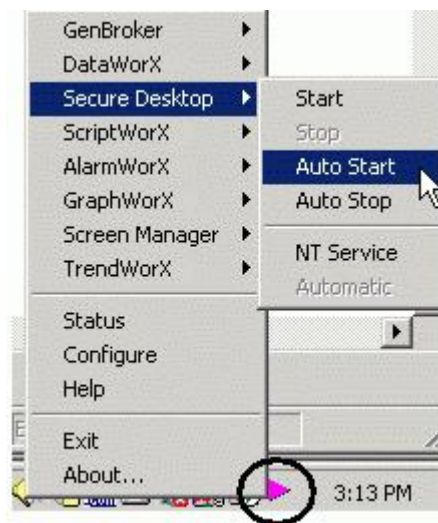 GenBroker
DataWorX
Secure Desktop
ScriptWorX
AlarmWorX
GraphWorX
Screen Manager
TrendWorX
Status
Configure
Help
Exit
About...
Start
Stop
Auto Start
Auto Stop
NT Service
Automatic
3:13 PM